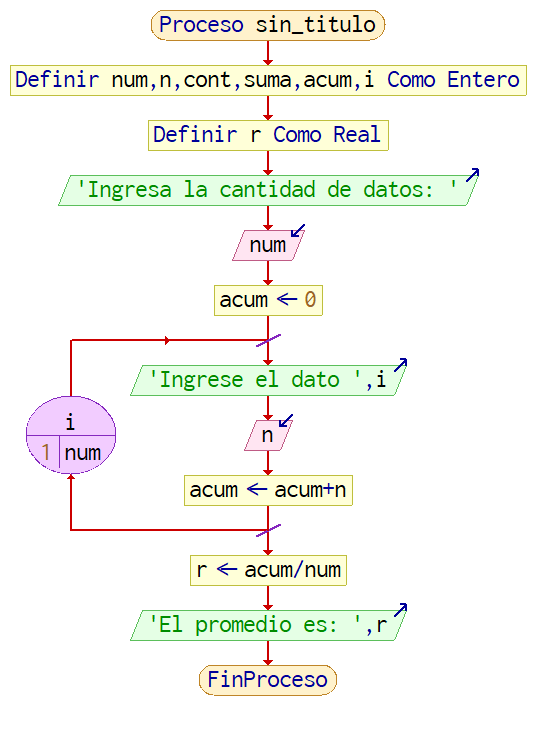 Proceso sin_titulo
Definir num,n,cont,suma,acum,i Como Entero
Definir r Como Real
'Ingresa la cantidad de datos: '
num
acum ← 0
'Ingrese el dato ',i
i
1 num
n
acum ← acum+n
r ← acum/num
'El promedio es: ',r
FinProceso